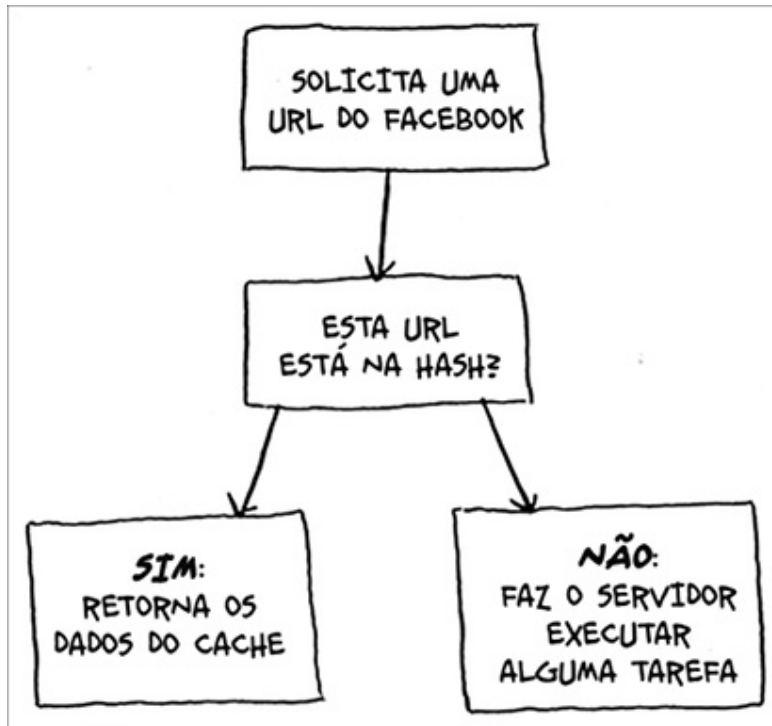 SOLICITA UMA
URL DO FACEBOOK
ESTA URL
ESTÁ NA HASH?
SIM:
RETORNA OS
DADOS DO CACHE
NÃO:
FAZ O SERVIDOR
EXECUTAR
ALGUMA TAREFA